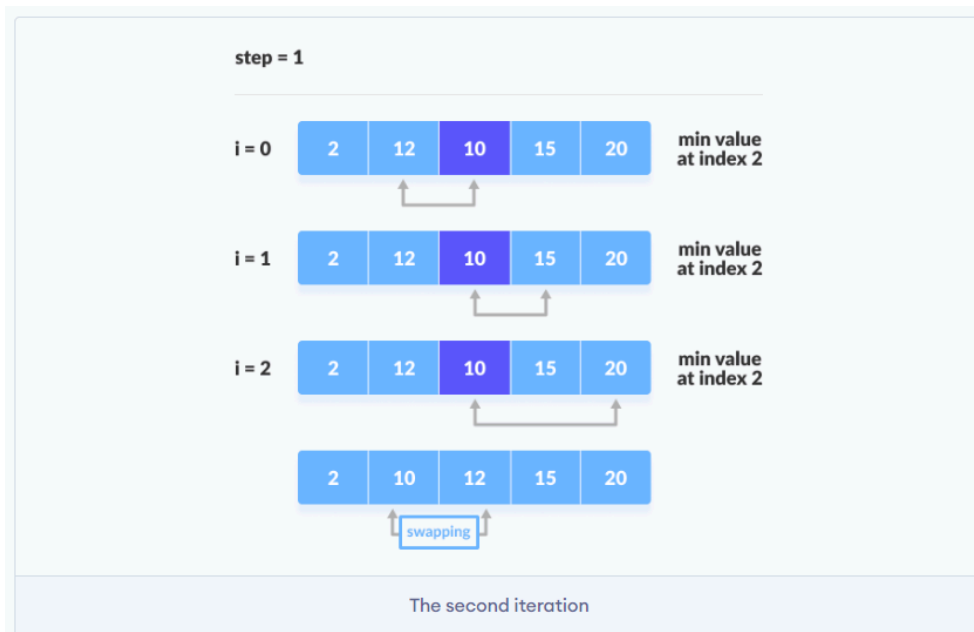 step = 1
i = 0 2 12 10 15 20 min value
at index 2
i = 1 2 12 10 15 20 min value
at index 2
i = 2 2 12 10 15 20 min value
at index 2
2 10 12 15 20
swapping
The second iteration